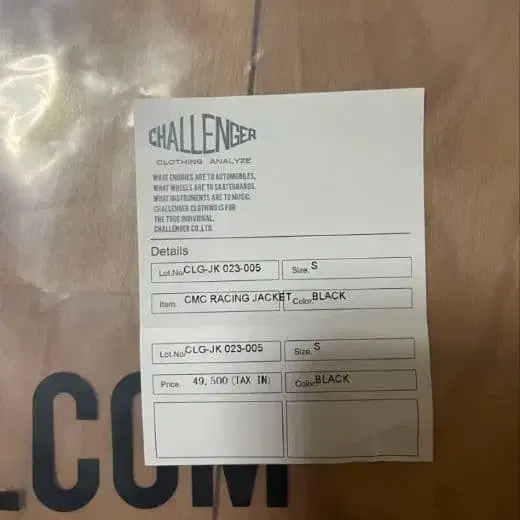 CHALLENGER
CLOTHING ANALYZE
WHAT ENGINES ARE TO AUTOMOBILES,
WHAT WHEELS ARE TO SKATEBOARDS,
WHAT INSTRUMENTS ARE TO MUSIC,
CHALLENGER CLOTHING IS FOR
THE TRUE INDIVIDUAL.
CHALLENGER CO.,LTD.
Details
Lot.No CLG-JK 023-005 Size. S
Item. CMC RACING JACKET Color. BLACK
Lot.No CLG-JK 023-005 Size. S
Price. 49,500 (TAX IN) Color. BLACK
.COM